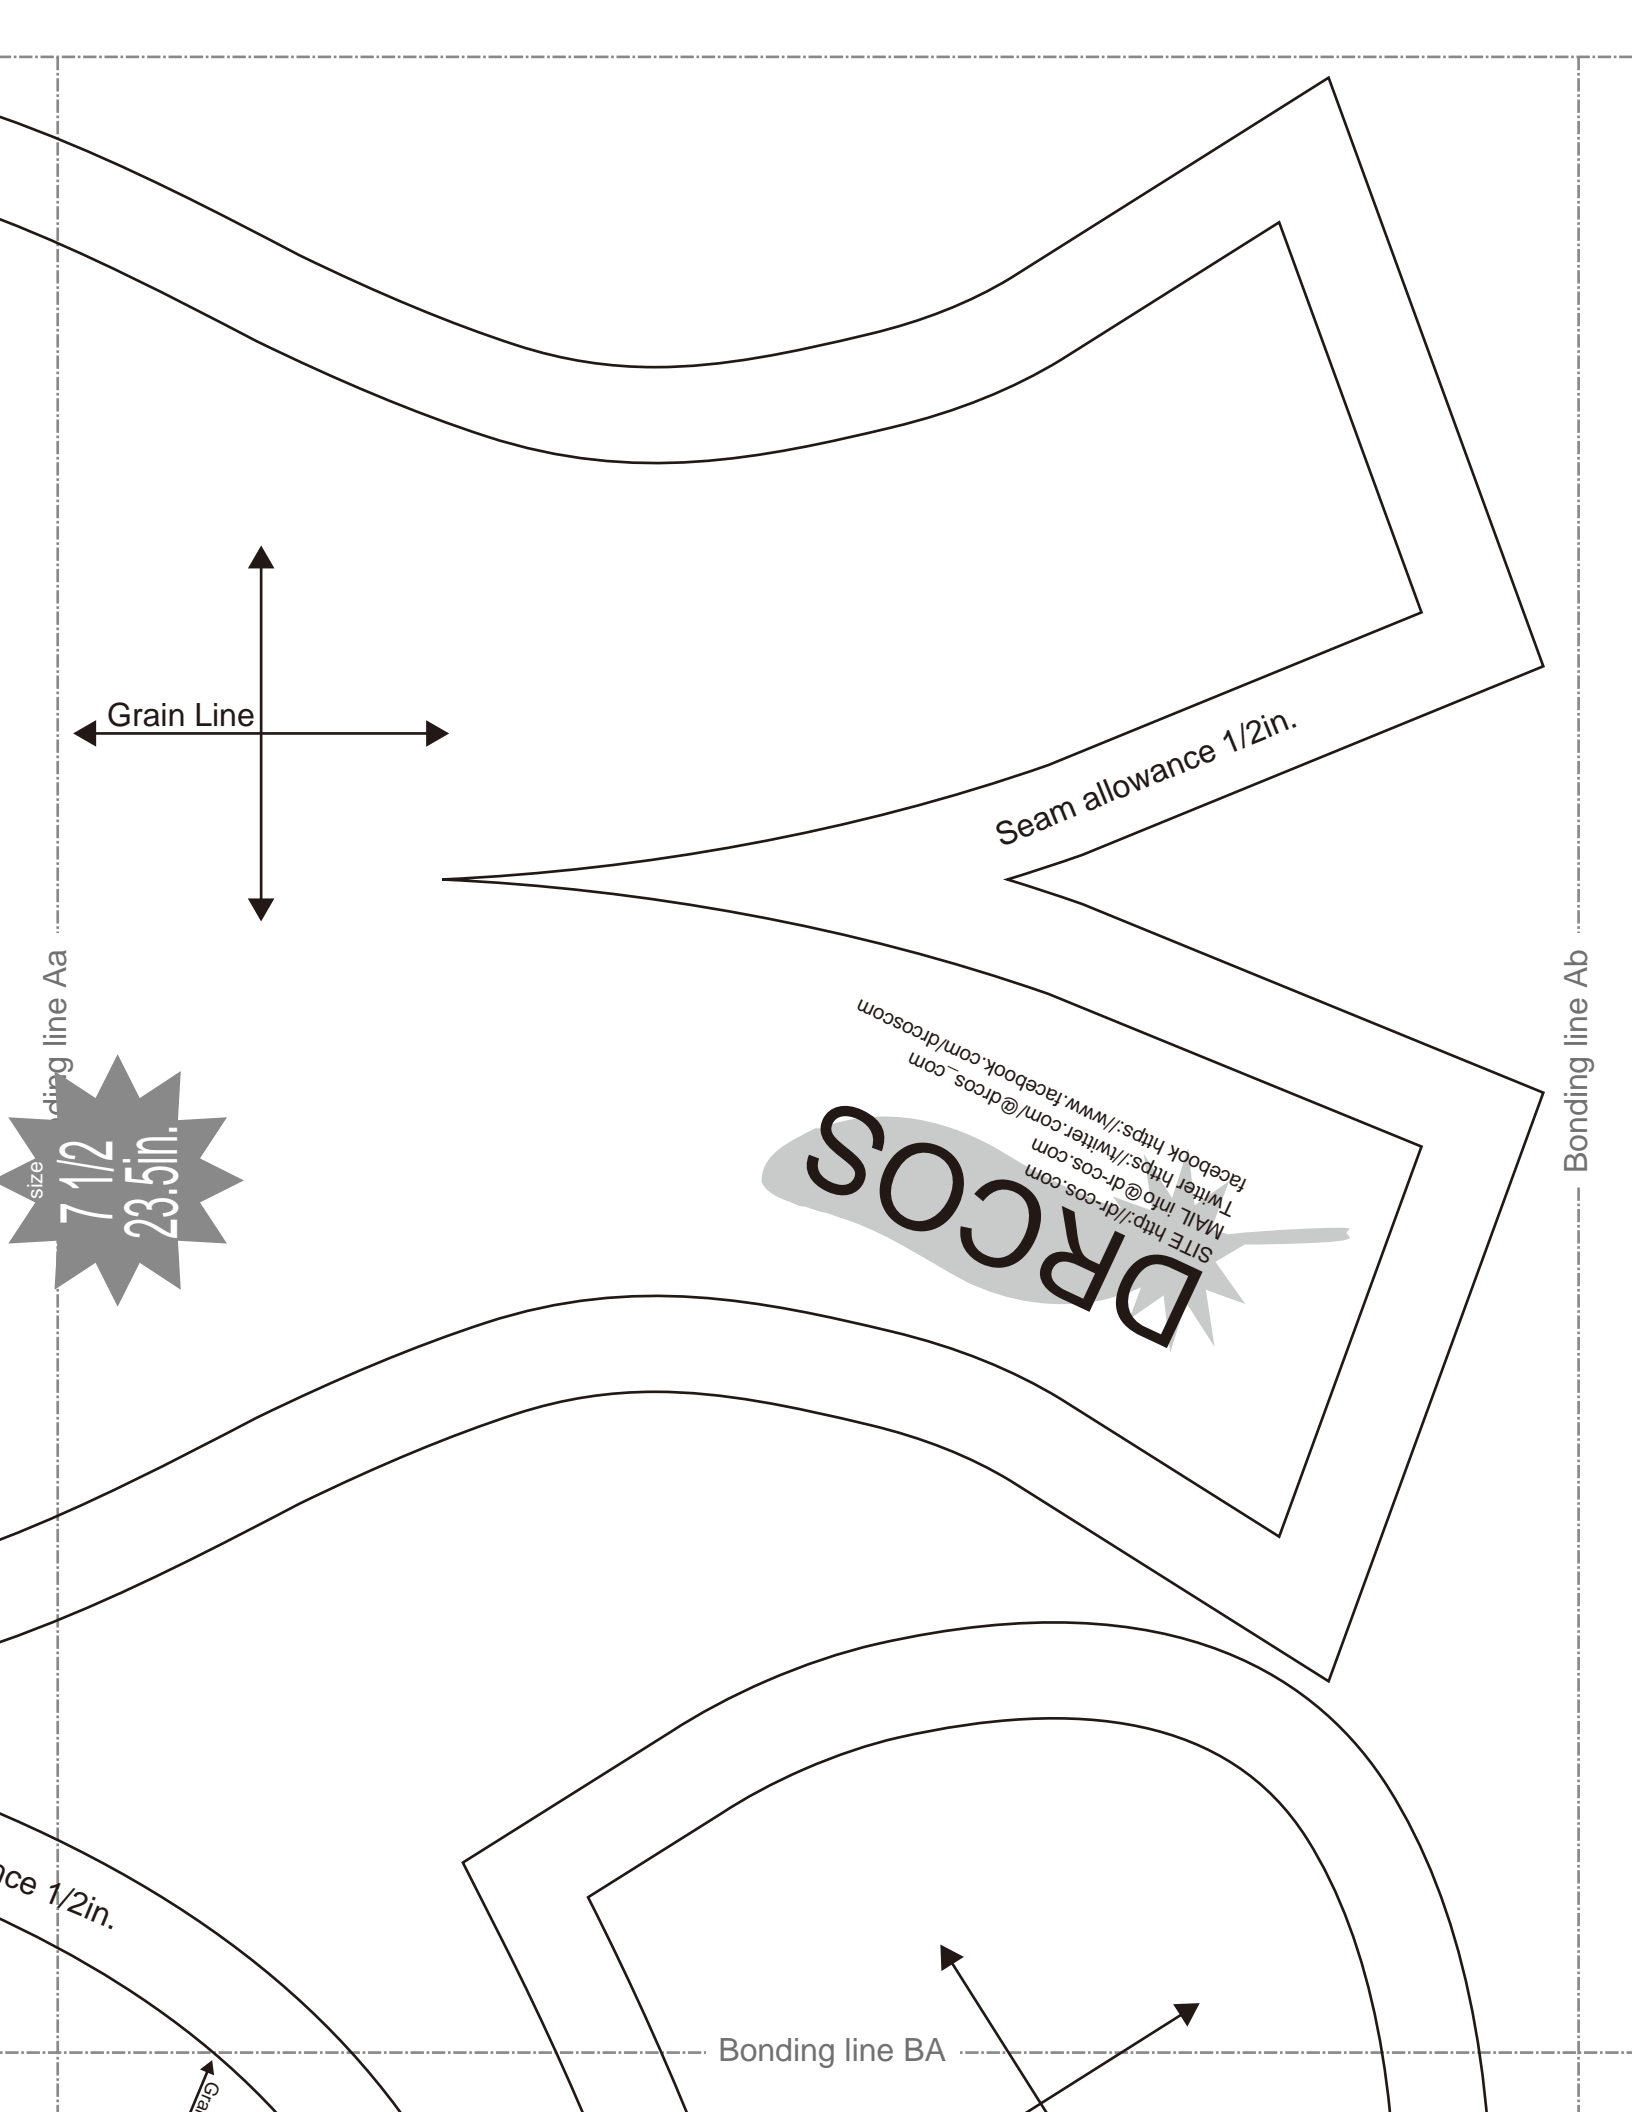 Grain Line
Seam allowance 1/2in.
ding line Aa
Bonding line Ab
size
7 1/2
23.5in.
DRCOS
SITE http://dr-cos.com
MAIL info@dr-cos.com
Twitter https://twitter.com/@drcos_com
facebook https://www.facebook.com/drcoscom
nce 1/2in.
Bonding line BA
Gra